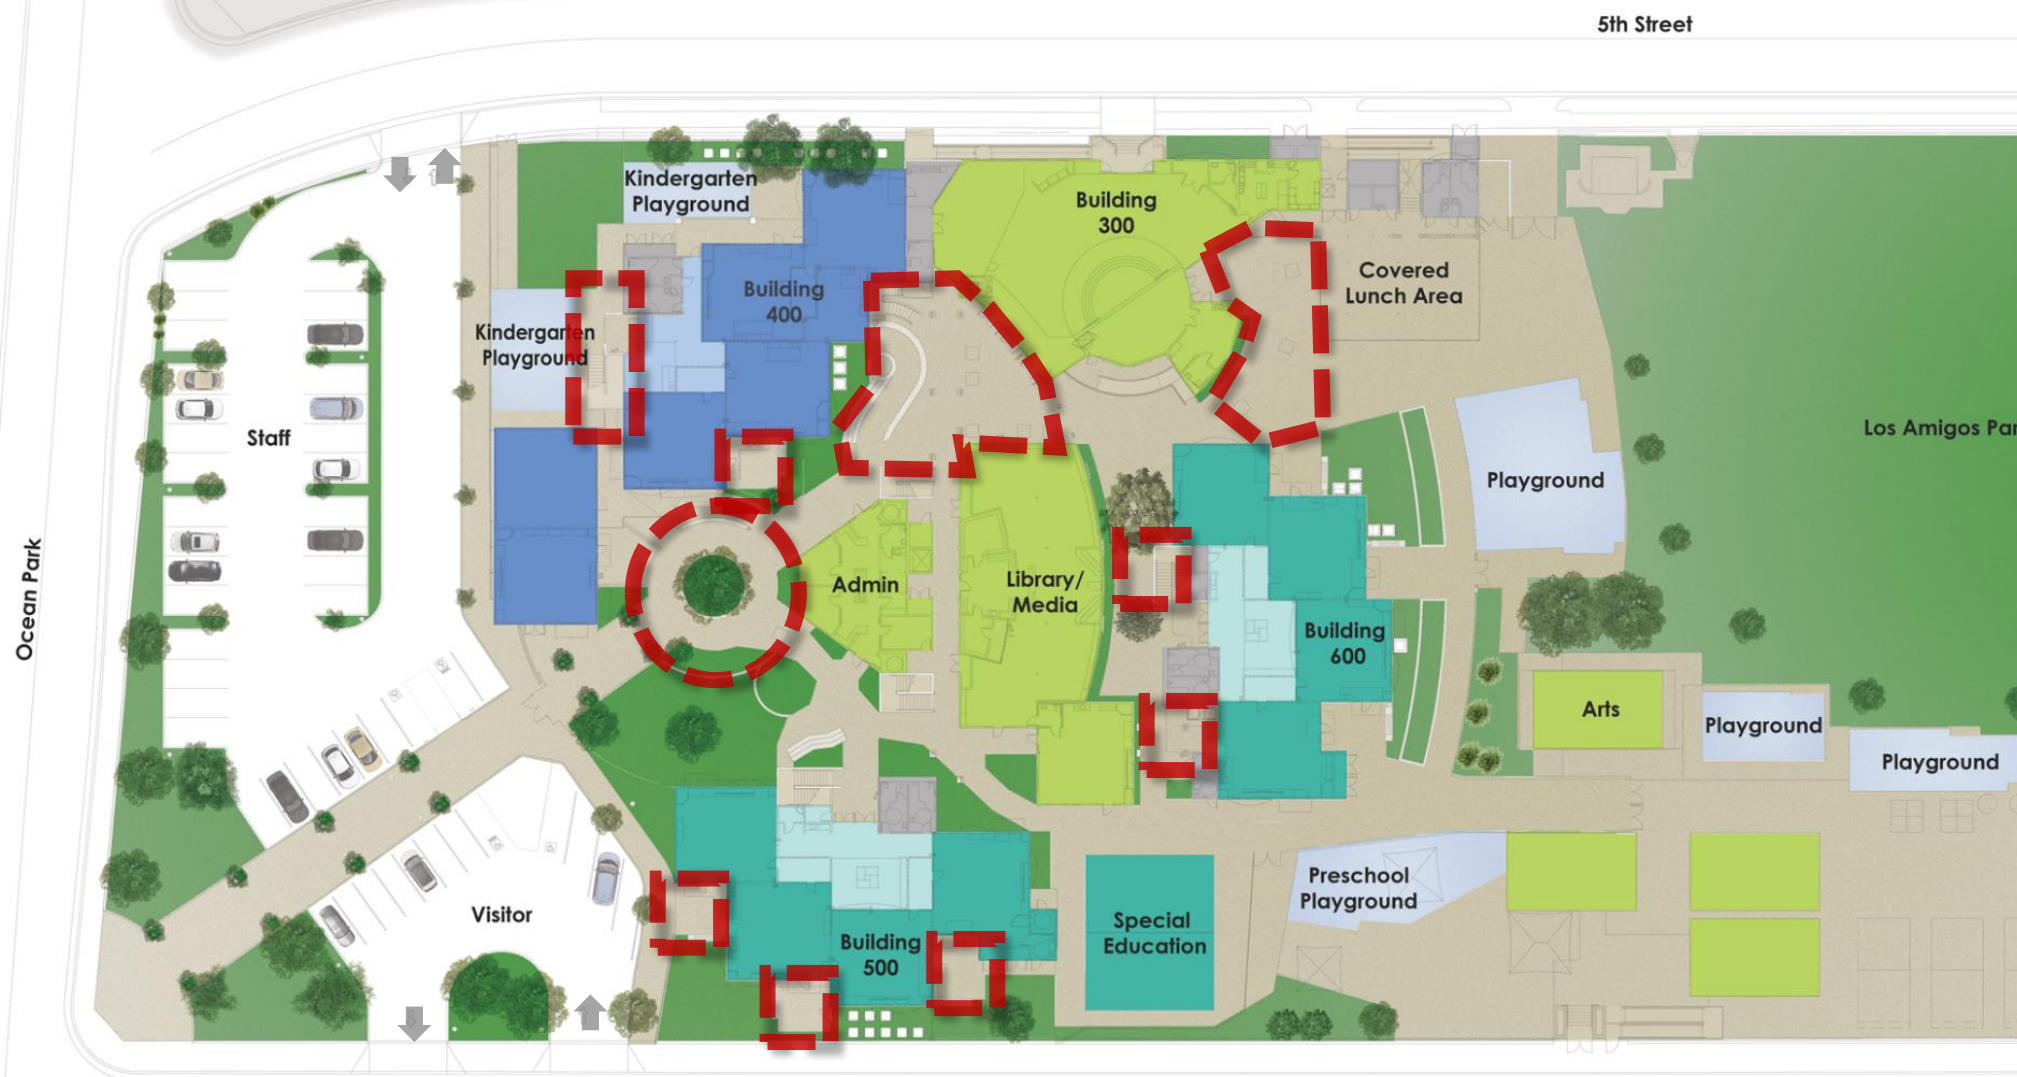 5th Street
Kindergarten
Playground
Building
300
Covered
Lunch Area
Building
400
Kindergarten
Playground
Staff
Los Amigos Par
Playground
Ocean Park
Admin
Library/
Media
Building
600
Arts
Playground
Playground
Preschool
Playground
Visitor
Building
500
Special
Education